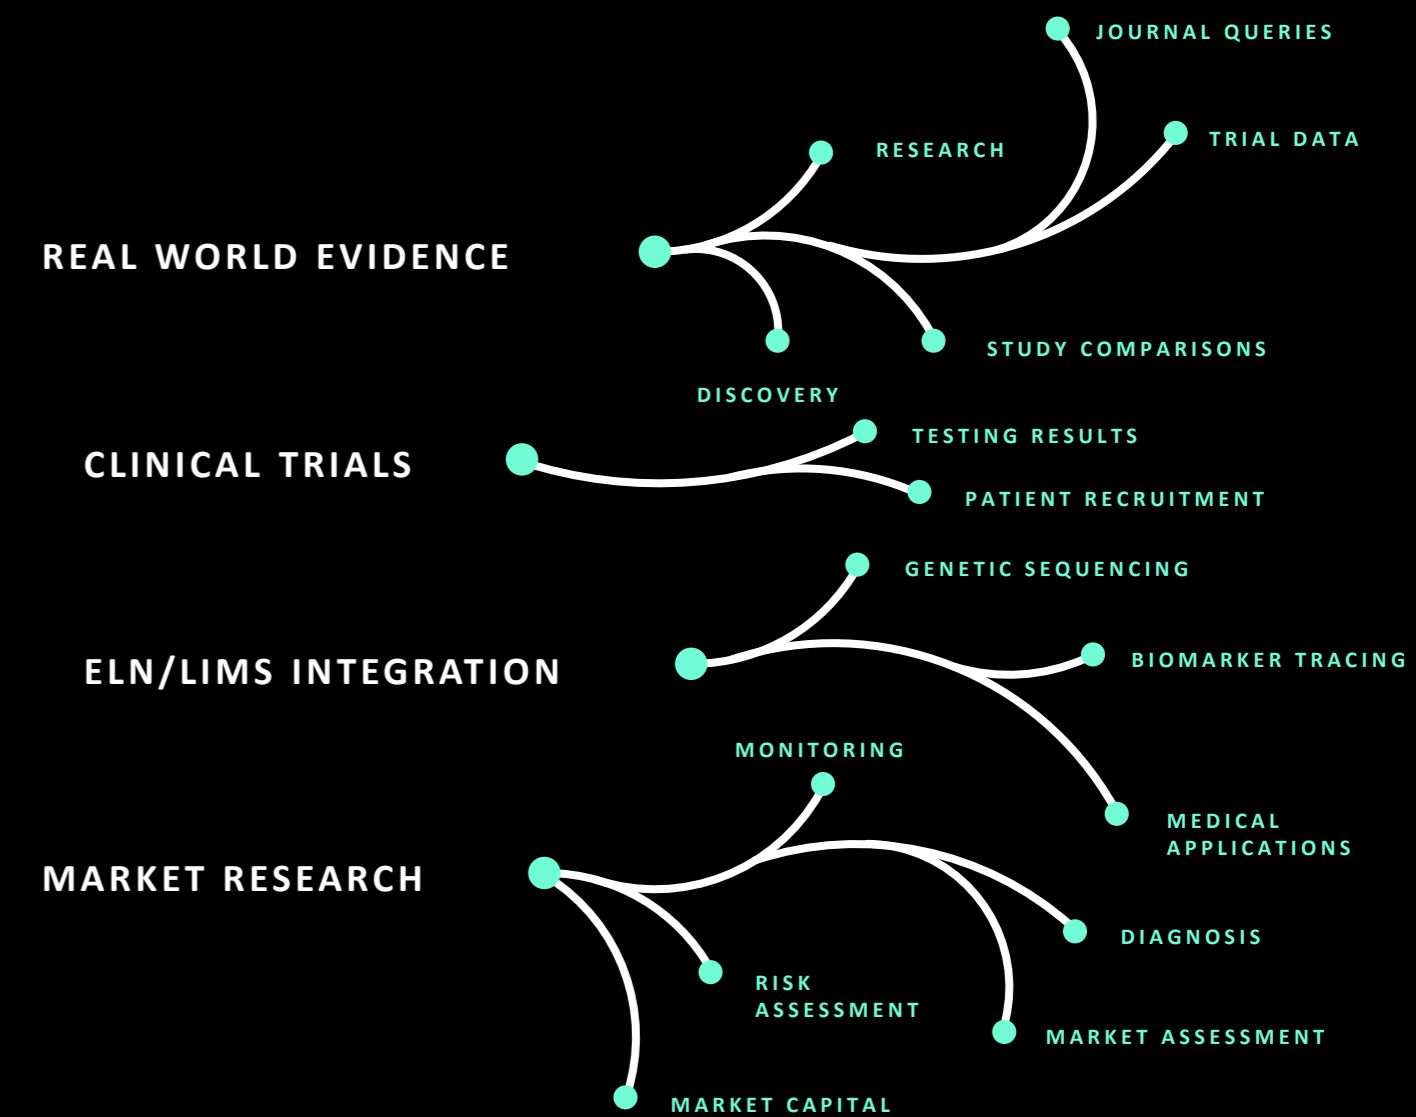 JOURNAL QUERIES
TRIAL DATA
RESEARCH
REAL WORLD EVIDENCE
STUDY COMPARISONS
DISCOVERY
TESTING RESULTS
CLINICAL TRIALS
PATIENT RECRUITMENT
GENETIC SEQUENCING
BIOMARKER TRACING
ELN/LIMS INTEGRATION
MONITORING
MEDICAL
APPLICATIONS
MARKET RESEARCH
DIAGNOSIS
RISK
ASSESSMENT
MARKET ASSESSMENT
MARKET CAPITAL